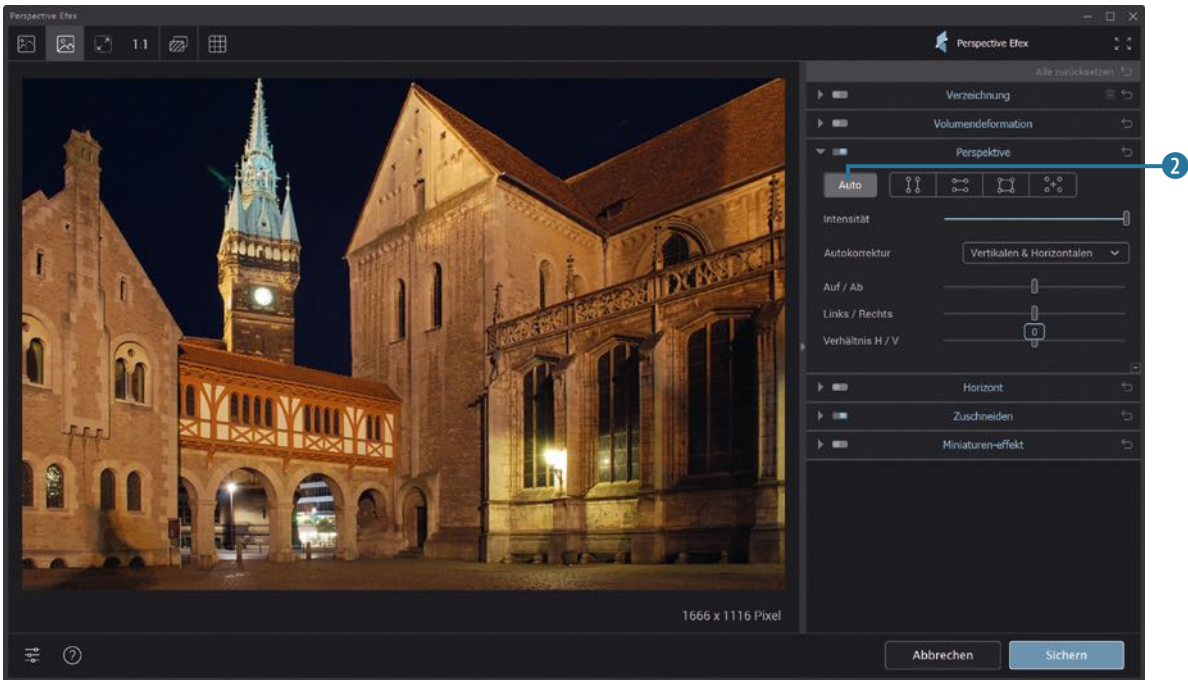 Perspective Efex
1:1
Perspective Efex
Alle zurücksetzen
Verzeichnung
Volumendeformation
Perspektive
2
Auto
Intensität
Autokorrektur
Vertikalen & Horizontalen
Auf / Ab
Links / Rechts
0
Verhältnis H / V
Horizont
Zuschneiden
Miniaturen-effekt
1666 x 1116 Pixel
?
Abbrechen
Sichern